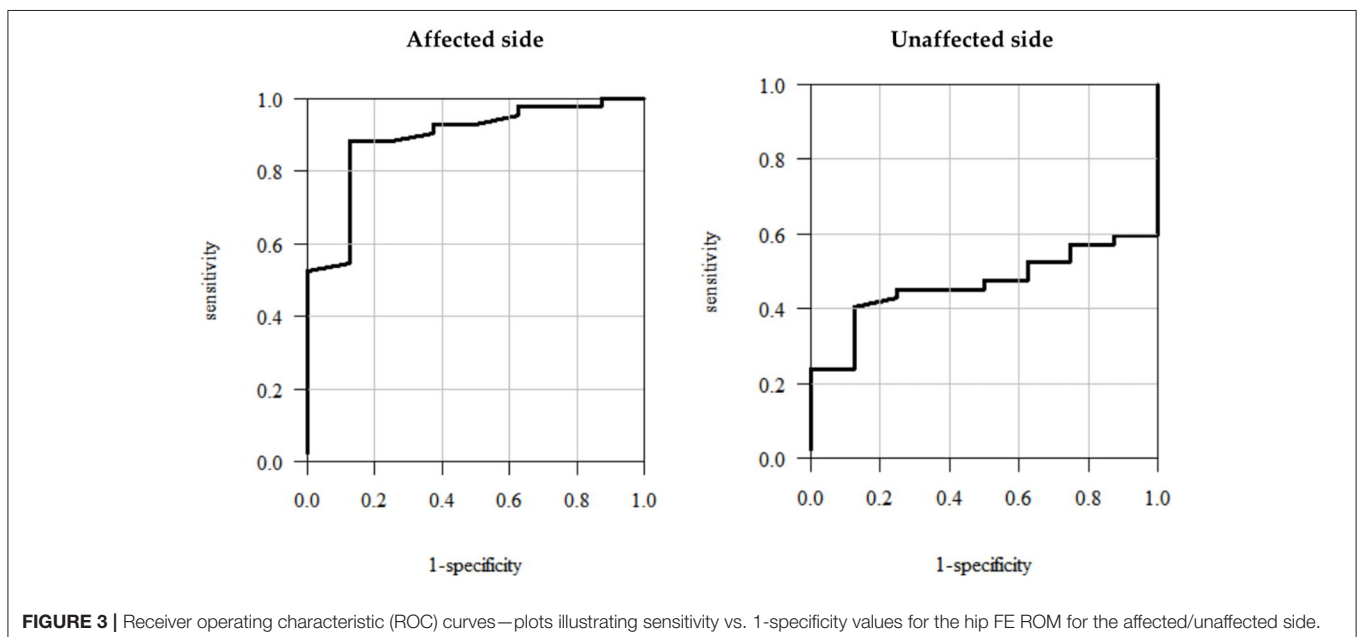 Affected side
1.0
0.8
0.6
0.4
0.2
0.0
sensitivity
0.0 0.2 0.4 0.6 0.8 1.0
1-specificity
Unaffected side
1.0
0.8
0.6
0.4
0.2
0.0
sensitivity
0.0 0.2 0.4 0.6 0.8 1.0
1-specificity
FIGURE 3 | Receiver operating characteristic (ROC) curves—plots illustrating sensitivity vs. 1-specificity values for the hip FE ROM for the affected/unaffected side.